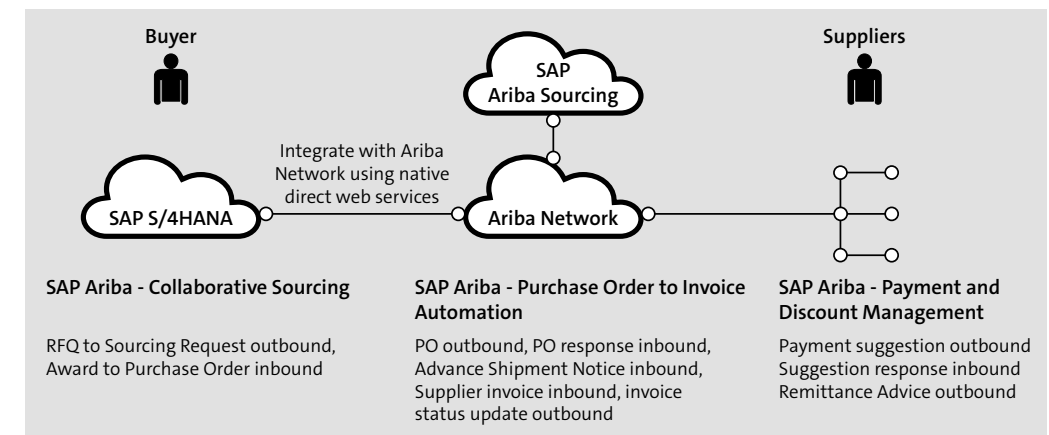 Buyer
SAP
Ariba Sourcing
Suppliers
Integrate with Ariba
Network using native
direct web services
SAP S/4HANA
Ariba Network
SAP Ariba - Collaborative Sourcing
RFQ to Sourcing Request outbound,
Award to Purchase Order inbound
SAP Ariba - Purchase Order to Invoice
Automation
PO outbound, PO response inbound,
Advance Shipment Notice inbound,
Supplier invoice inbound, invoice
status update outbound
SAP Ariba - Payment and
Discount Management
Payment suggestion outbound
Suggestion response inbound
Remittance Advice outbound